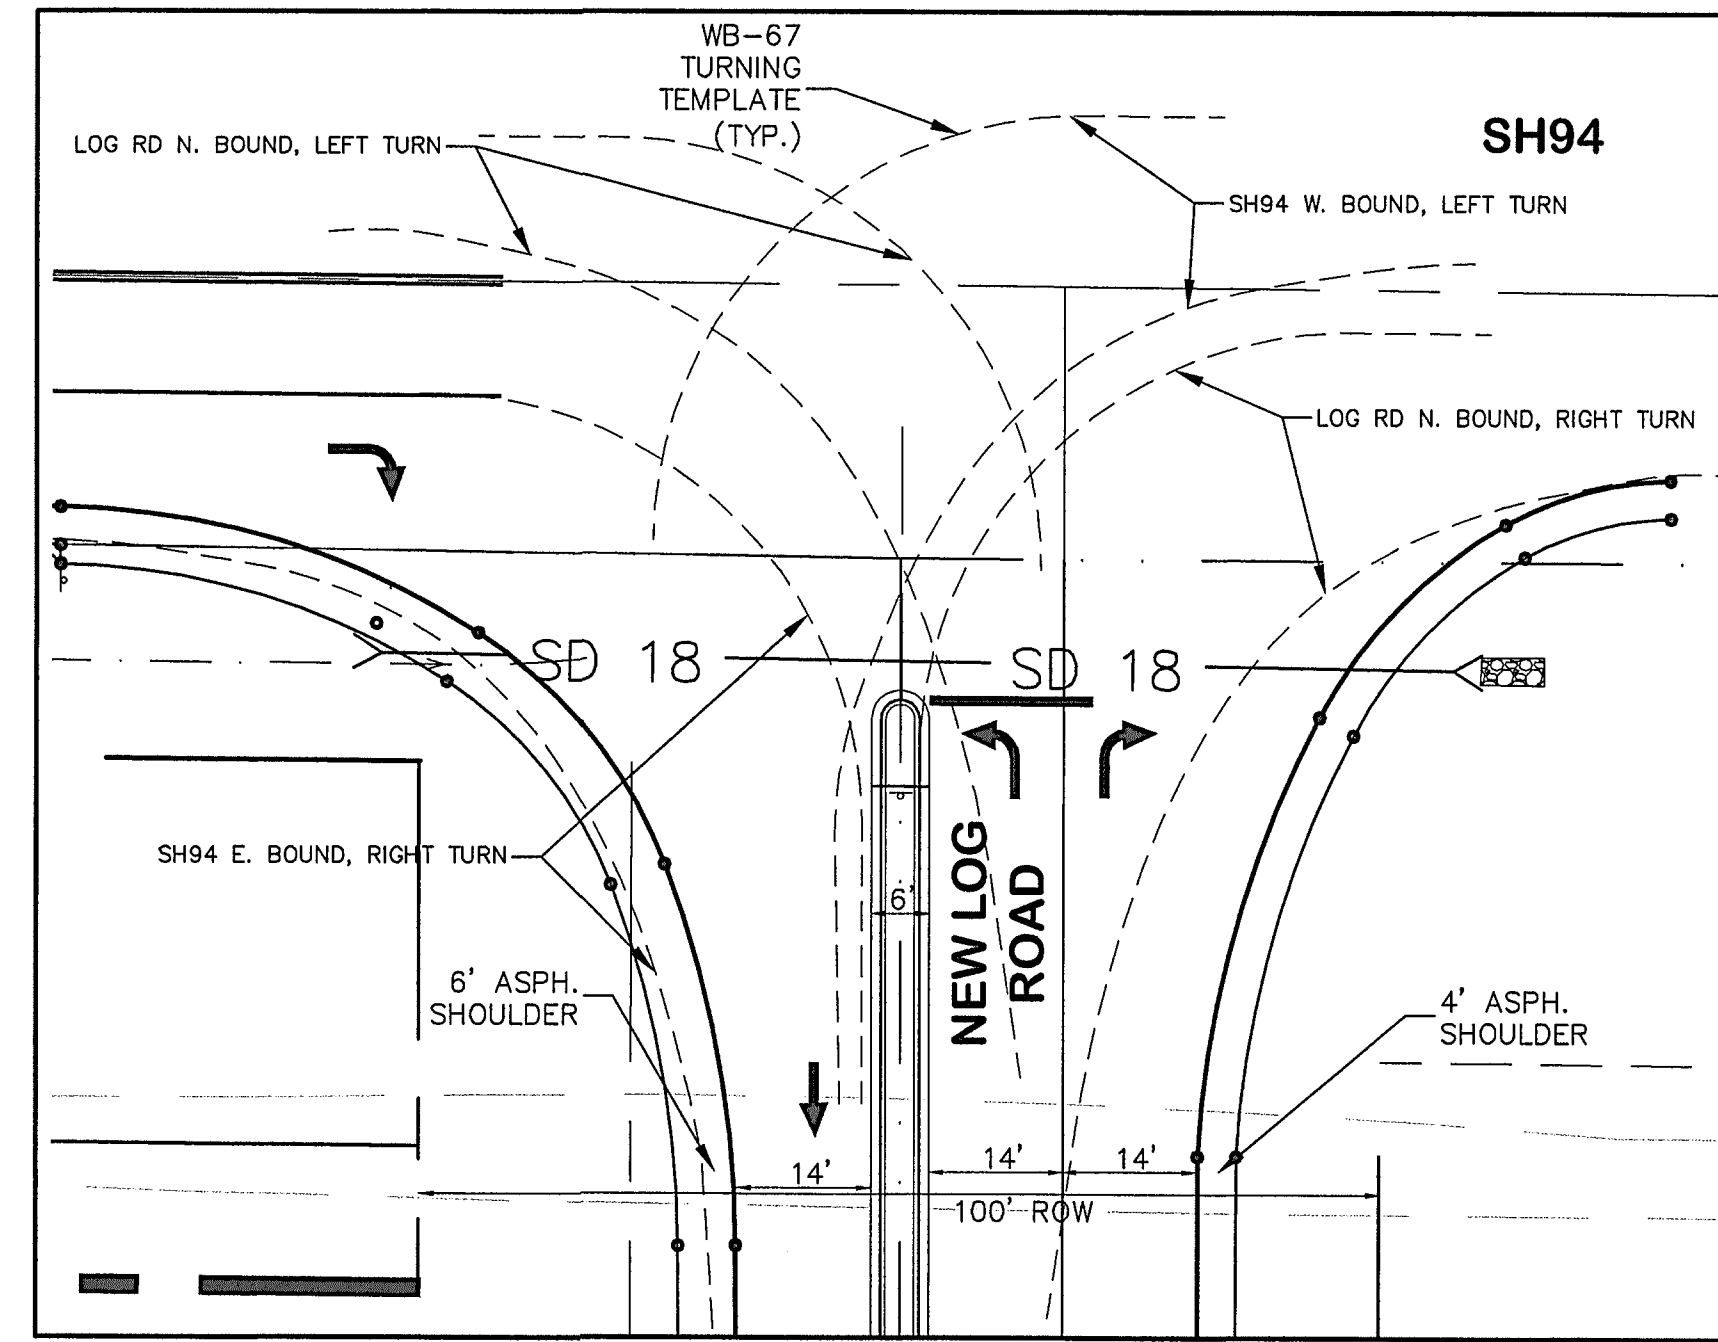 WB-67
TURNING
TEMPLATE
(TYP.)
SH94
LOG RD N. BOUND, LEFT TURN
SH94 W. BOUND, LEFT TURN
LOG RD N. BOUND, RIGHT TURN
SD 18
SD 18
SH94 E. BOUND, RIGHT TURN
6'
NEW LOG
ROAD
6' ASPH.
SHOULDER
4' ASPH.
SHOULDER
14'
14'
14'
100' ROW